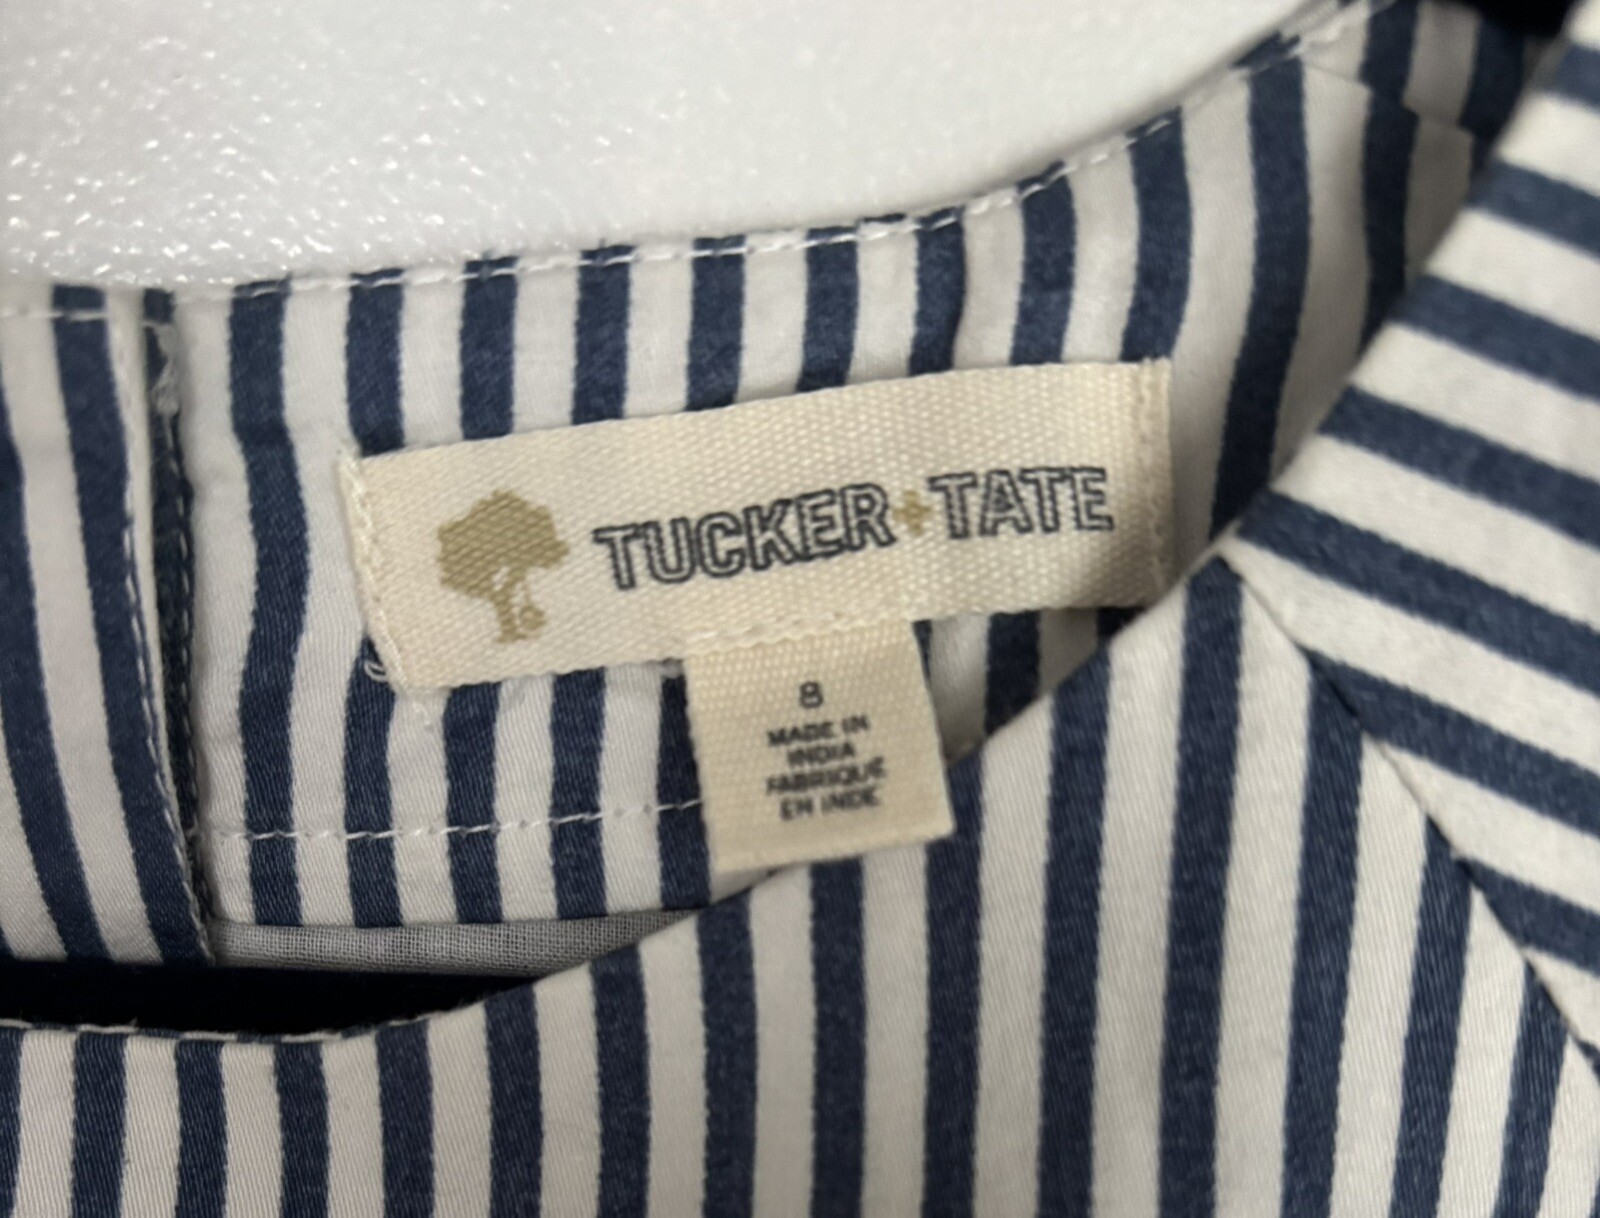 TUCKER+TATE
8
MADE IN
INDIA
FABRIQUÉ
EN INDE